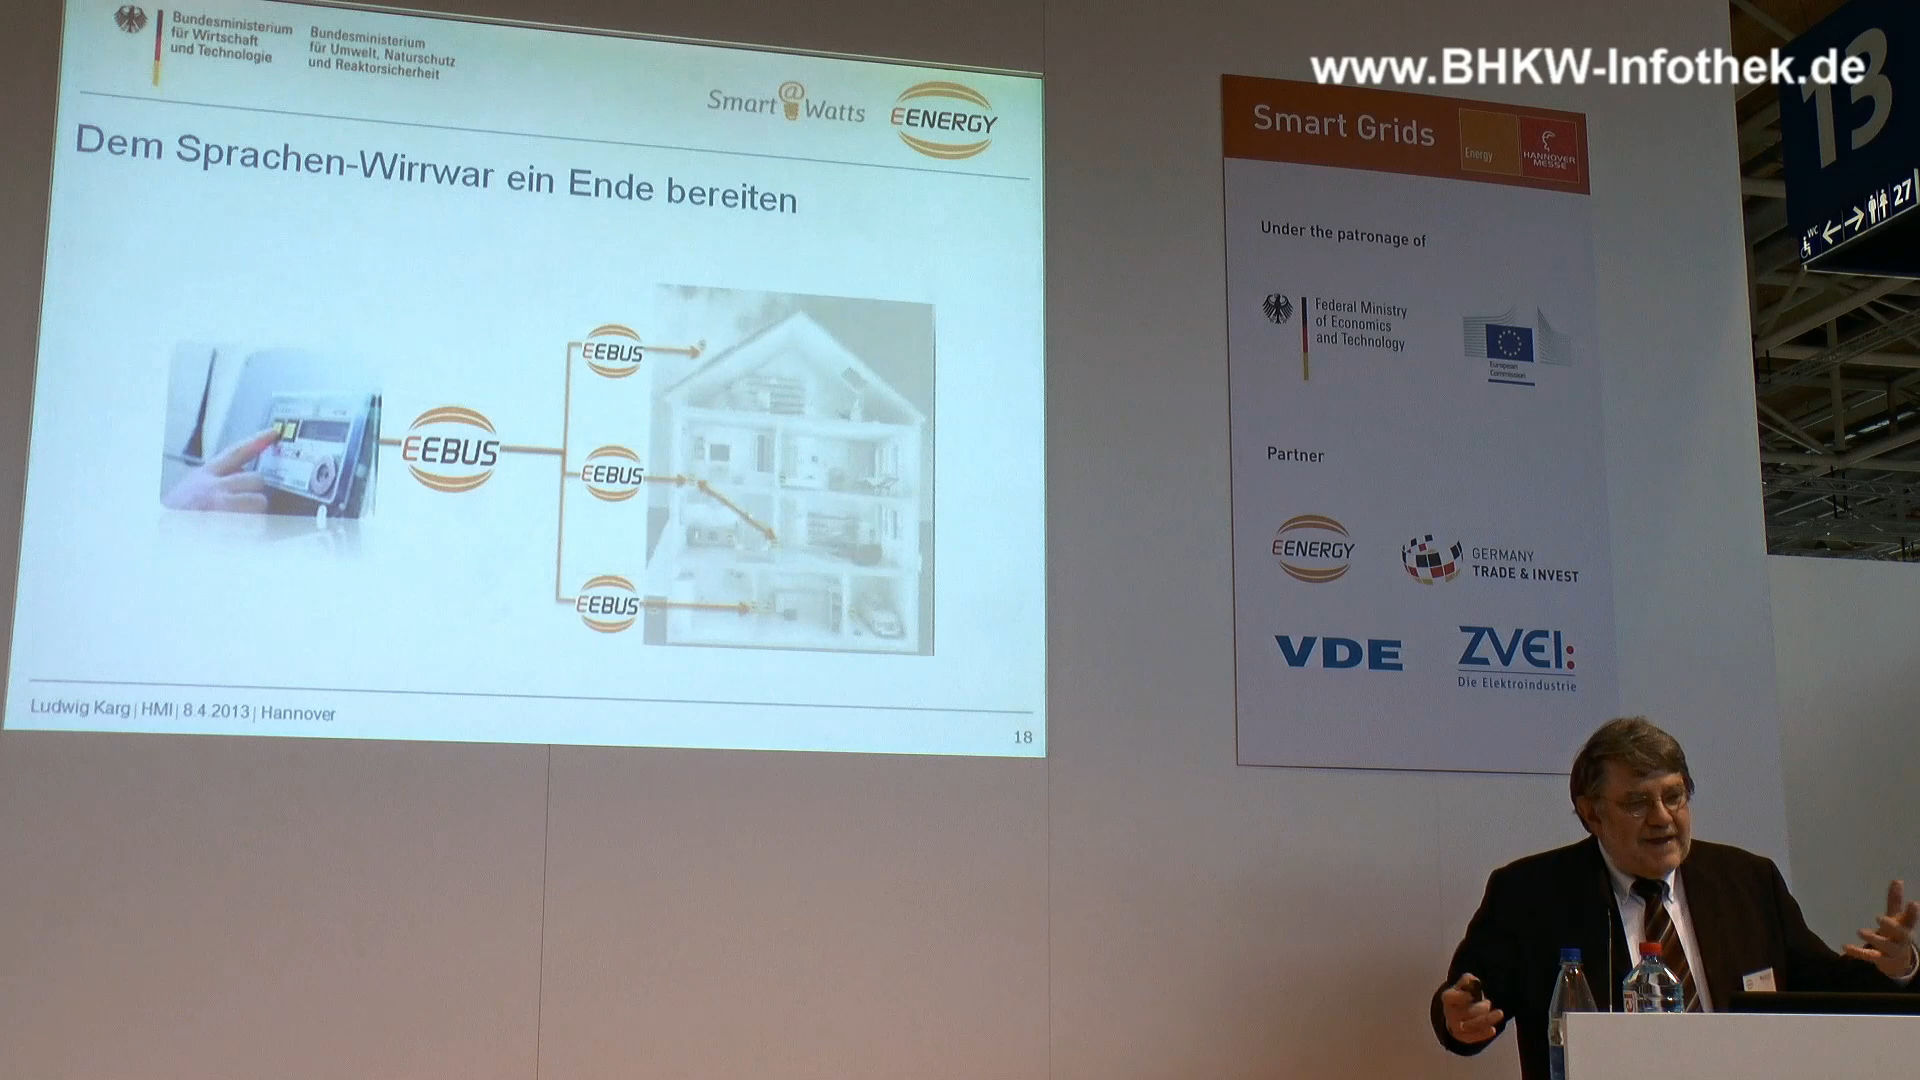 Bundesministerium
für Wirtschaft
und Technologie
Bundesministerium
für Umwelt, Naturschutz
und Reaktorsicherheit
Smart@Watts
EENERGY
Dem Sprachen-Wirrwar ein Ende bereiten
EEBUS
EEBUS
EEBUS
EEBUS
Ludwig Karg | HMI | 8.4.2013 | Hannover
18
www.BHKW-Infothek.de
Smart Grids
Energy
HANNOVER
MESSE
Under the patronage of
Federal Ministry
of Economics
and Technology
European
Commission
Partner
EENERGY
GERMANY
TRADE & INVEST
VDE
ZVEI:
Die Elektroindustrie
13
WC
27